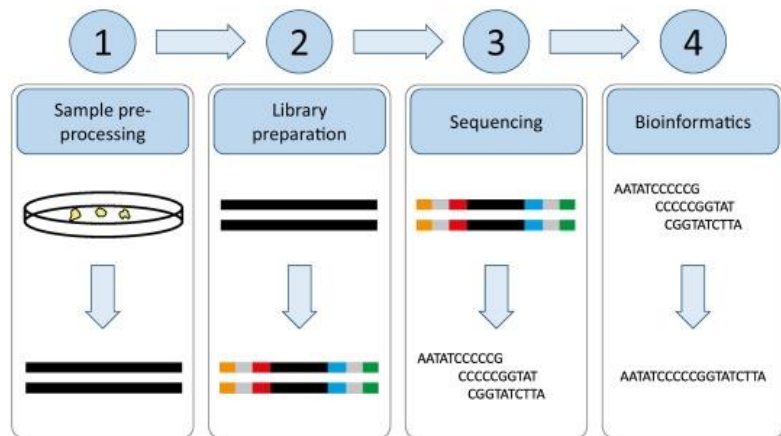 1
2
3
4
Sample pre-
processing
Library
preparation
Sequencing
Bioinformatics
AATATCCCCCG
CCCCCGGTAT
CGGTATCTTA
AATATCCCCCG
CCCCCGGTAT
CGGTATCTTA
AATATCCCCCGGTATCTTA